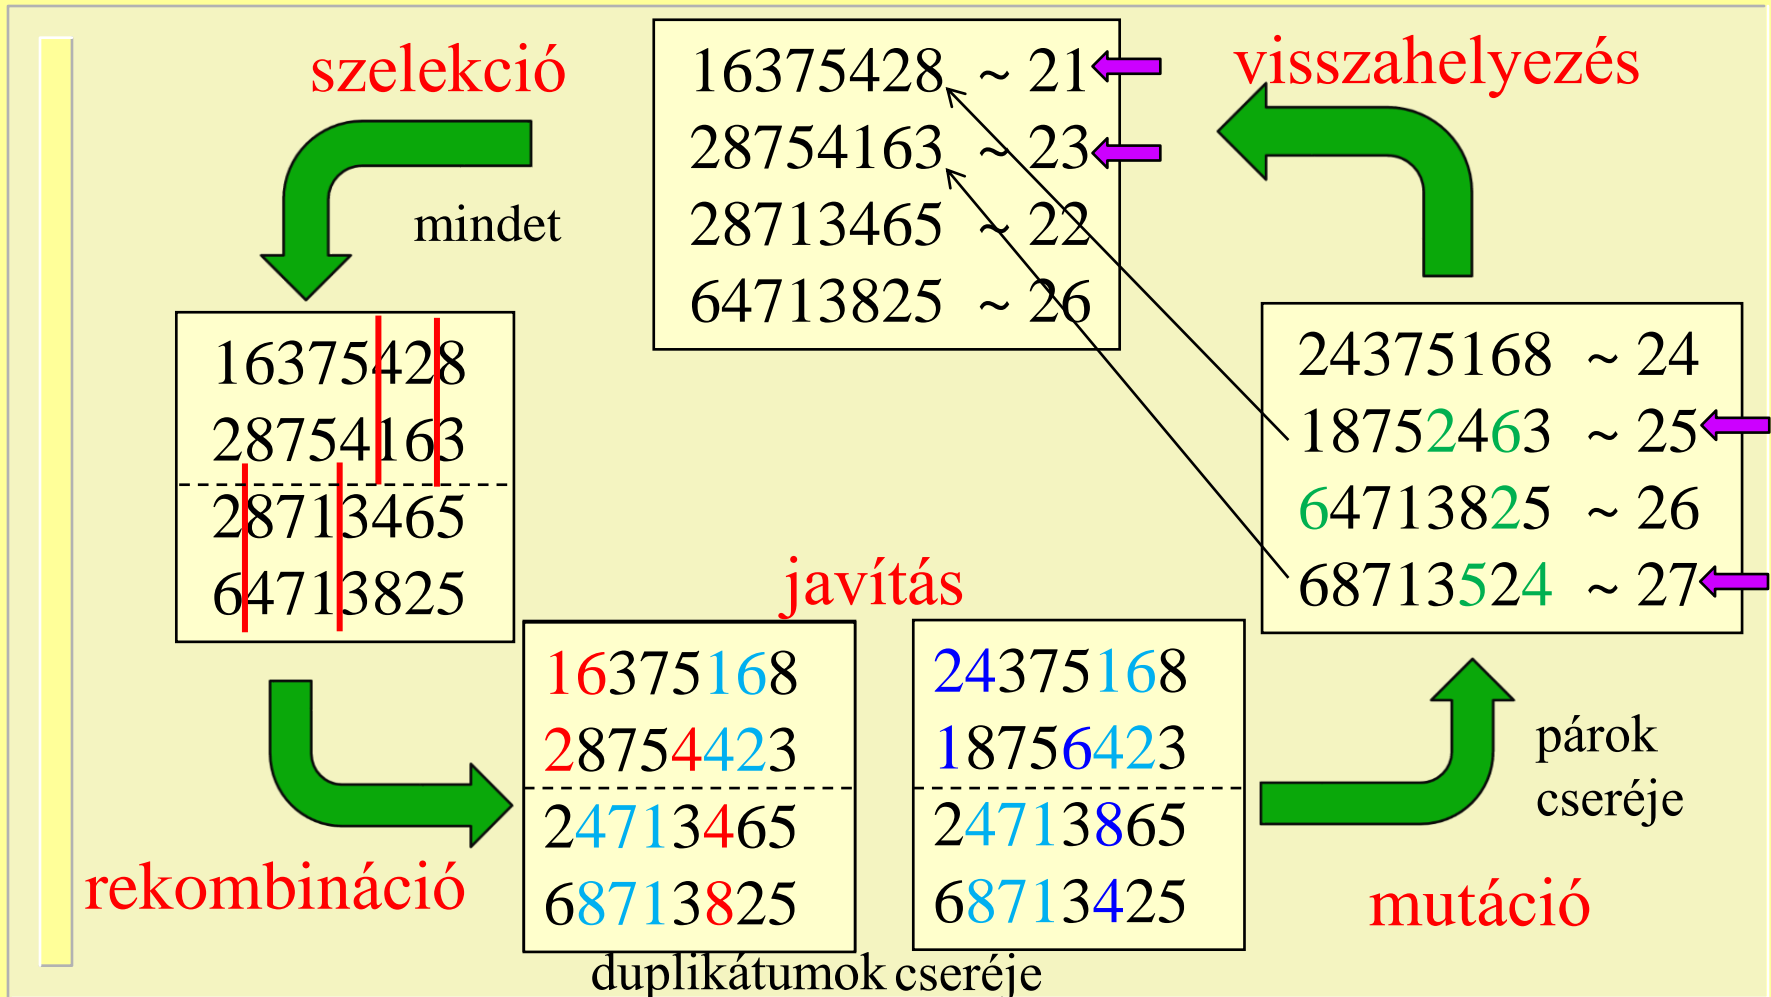 szelekció
visszahelyezés
16375428 ~ 21
28754163 ~ 23
28713465 ~ 22
64713825 ~ 26
mindet
16375428
28754163
28713465
64713825
24375168 ~ 24
18752463 ~ 25
64713825 ~ 26
68713524 ~ 27
javítás
16375168
28754423
24713465
68713825
24375168
18756423
24713865
68713425
párok
cseréje
rekombináció
mutáció
duplikátumok cseréje